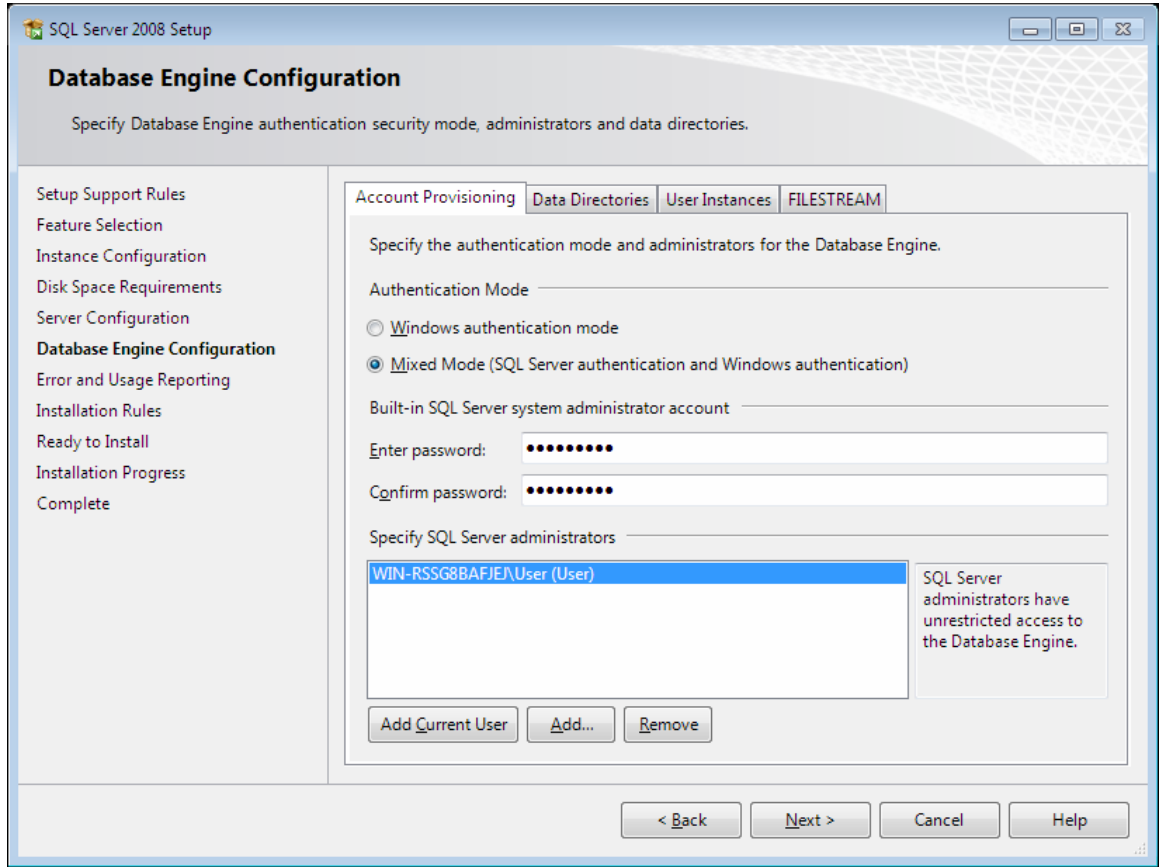 SQL Server 2008 Setup
Database Engine Configuration
Specify Database Engine authentication security mode, administrators and data directories.
Setup Support Rules
Feature Selection
Instance Configuration
Disk Space Requirements
Server Configuration
Database Engine Configuration
Error and Usage Reporting
Installation Rules
Ready to Install
Installation Progress
Complete
Account Provisioning Data Directories User Instances FILESTREAM
Specify the authentication mode and administrators for the Database Engine.
Authentication Mode
Windows authentication mode
Mixed Mode (SQL Server authentication and Windows authentication)
Built-in SQL Server system administrator account
Enter password: ●●●●●●●●●
Confirm password: ●●●●●●●●●
Specify SQL Server administrators
WIN-RSSG8BAFJEJ\User (User)
SQL Server
administrators have
unrestricted access to
the Database Engine.
Add Current User Add... Remove
< Back Next > Cancel Help